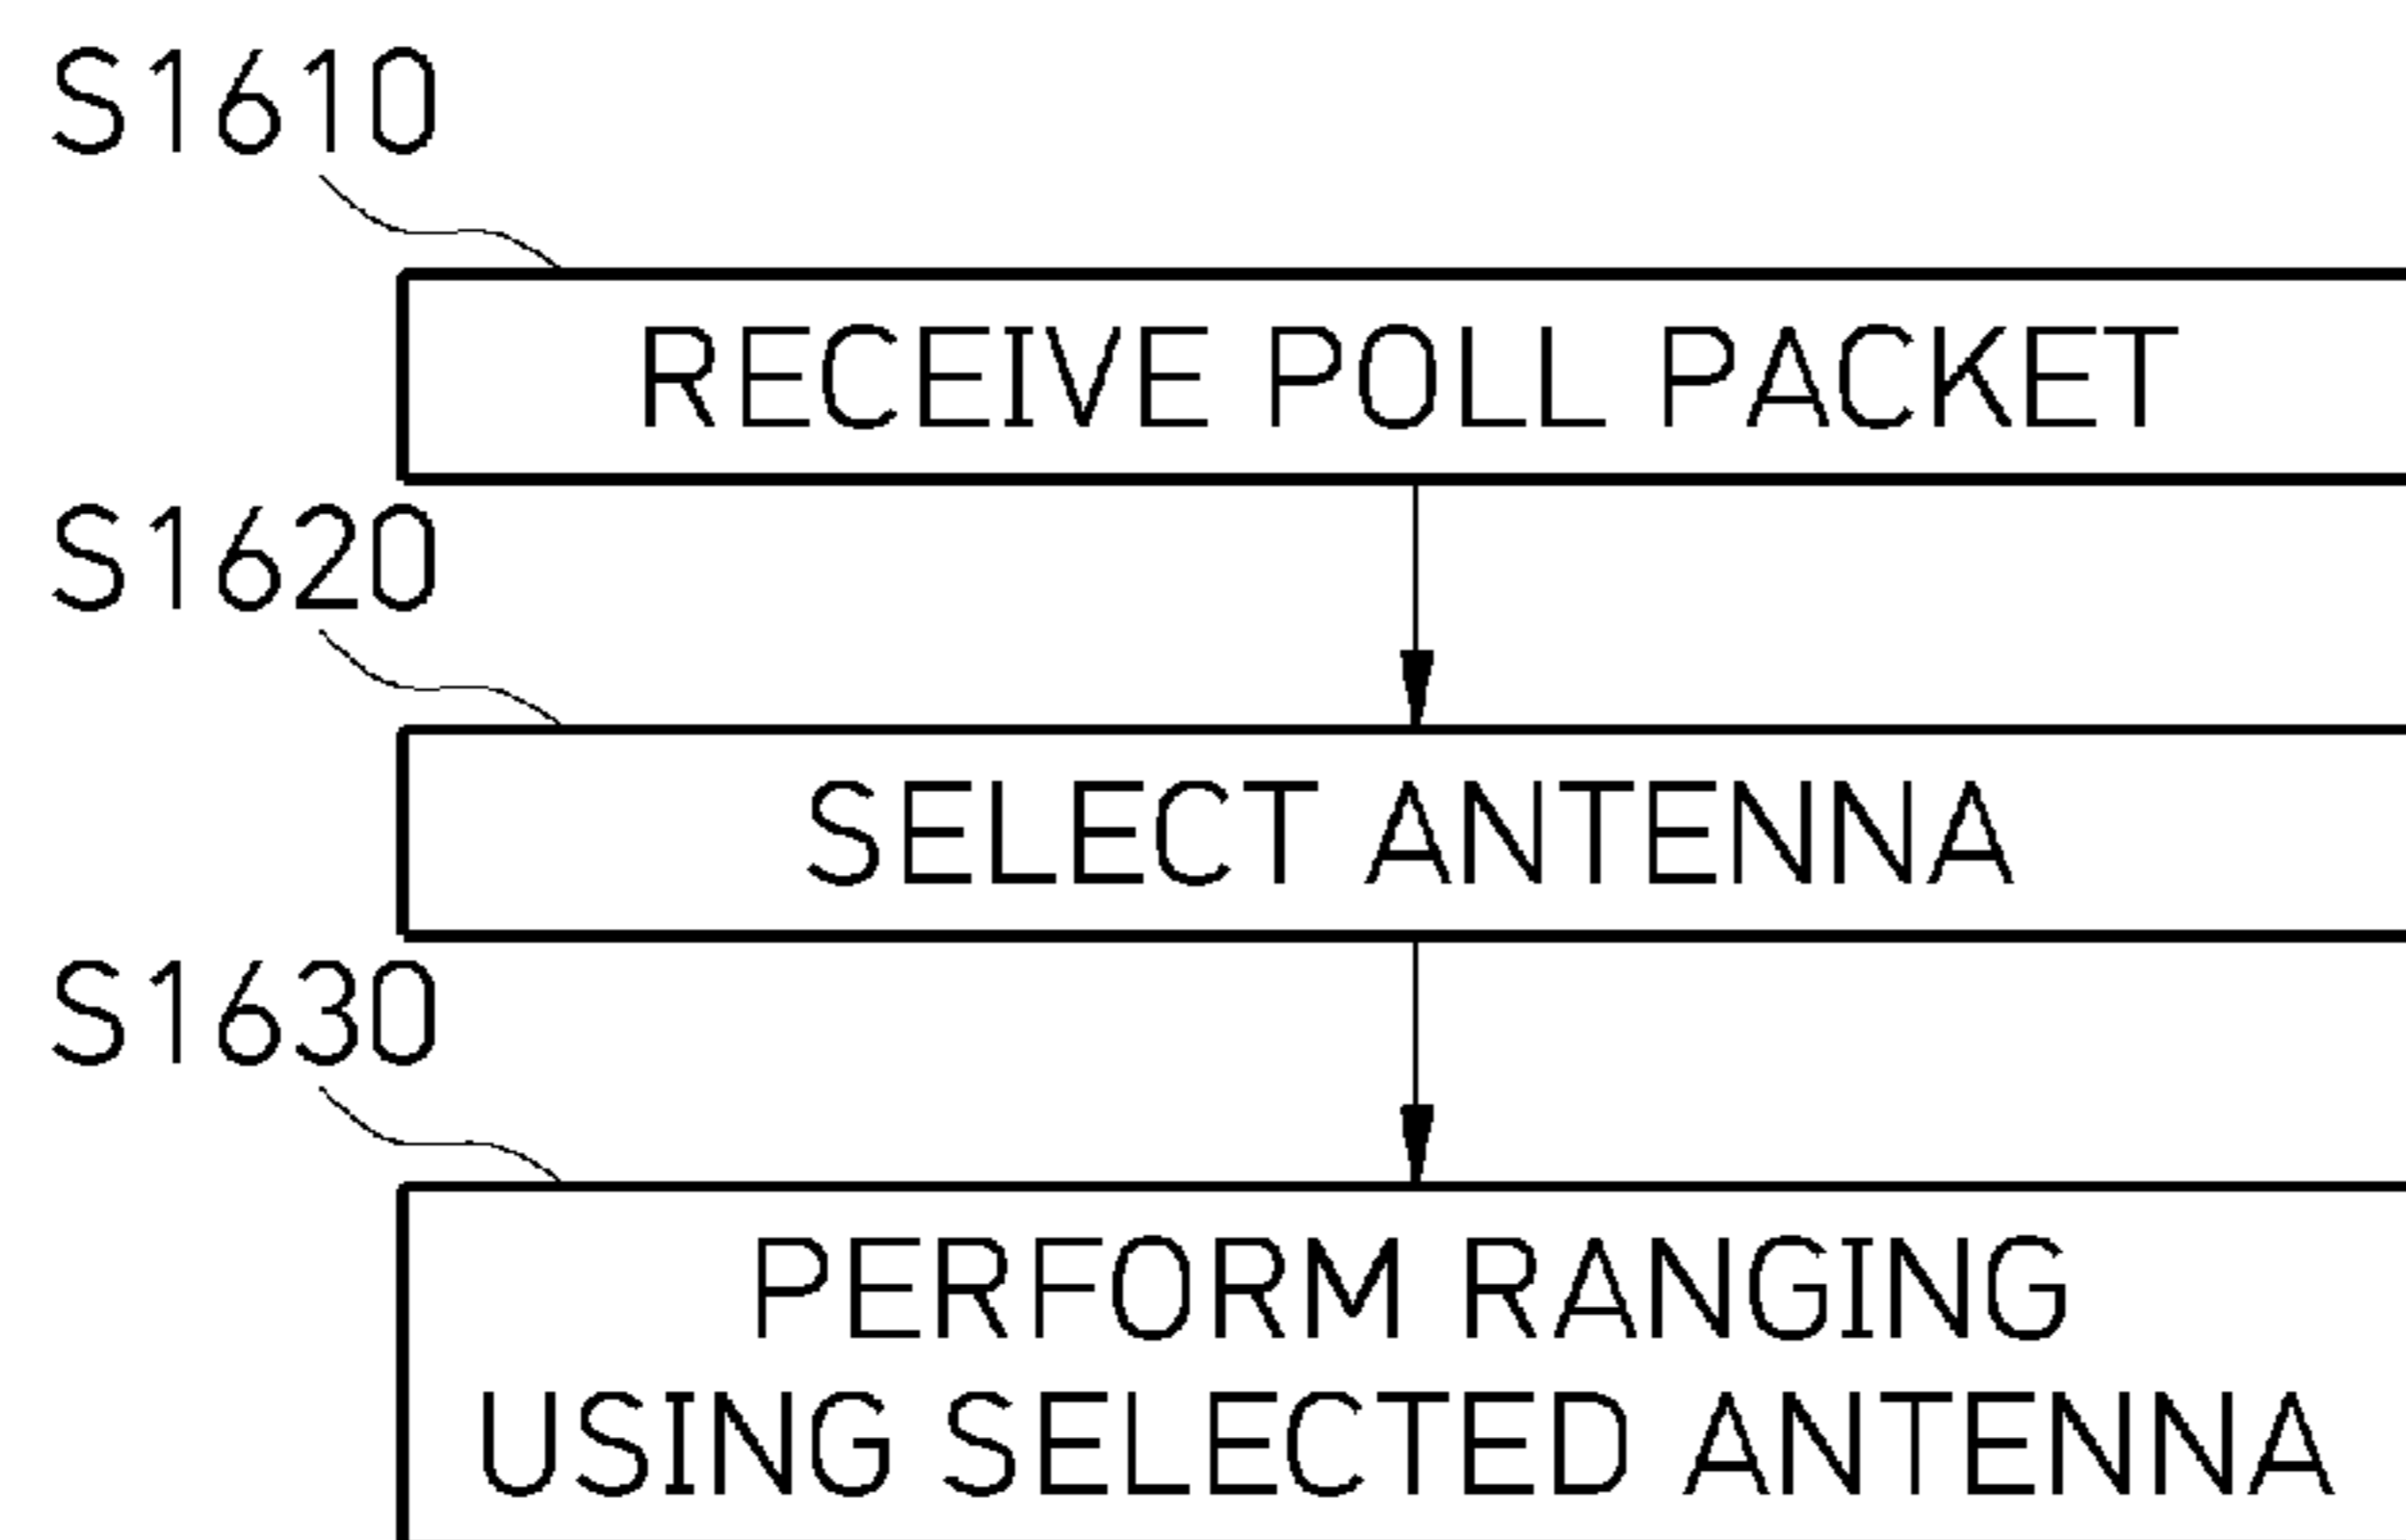 S1610
RECEIVE POLL PACKET
S1620
SELECT ANTENNA
S1630
PERFORM RANGING
USING SELECTED ANTENNA